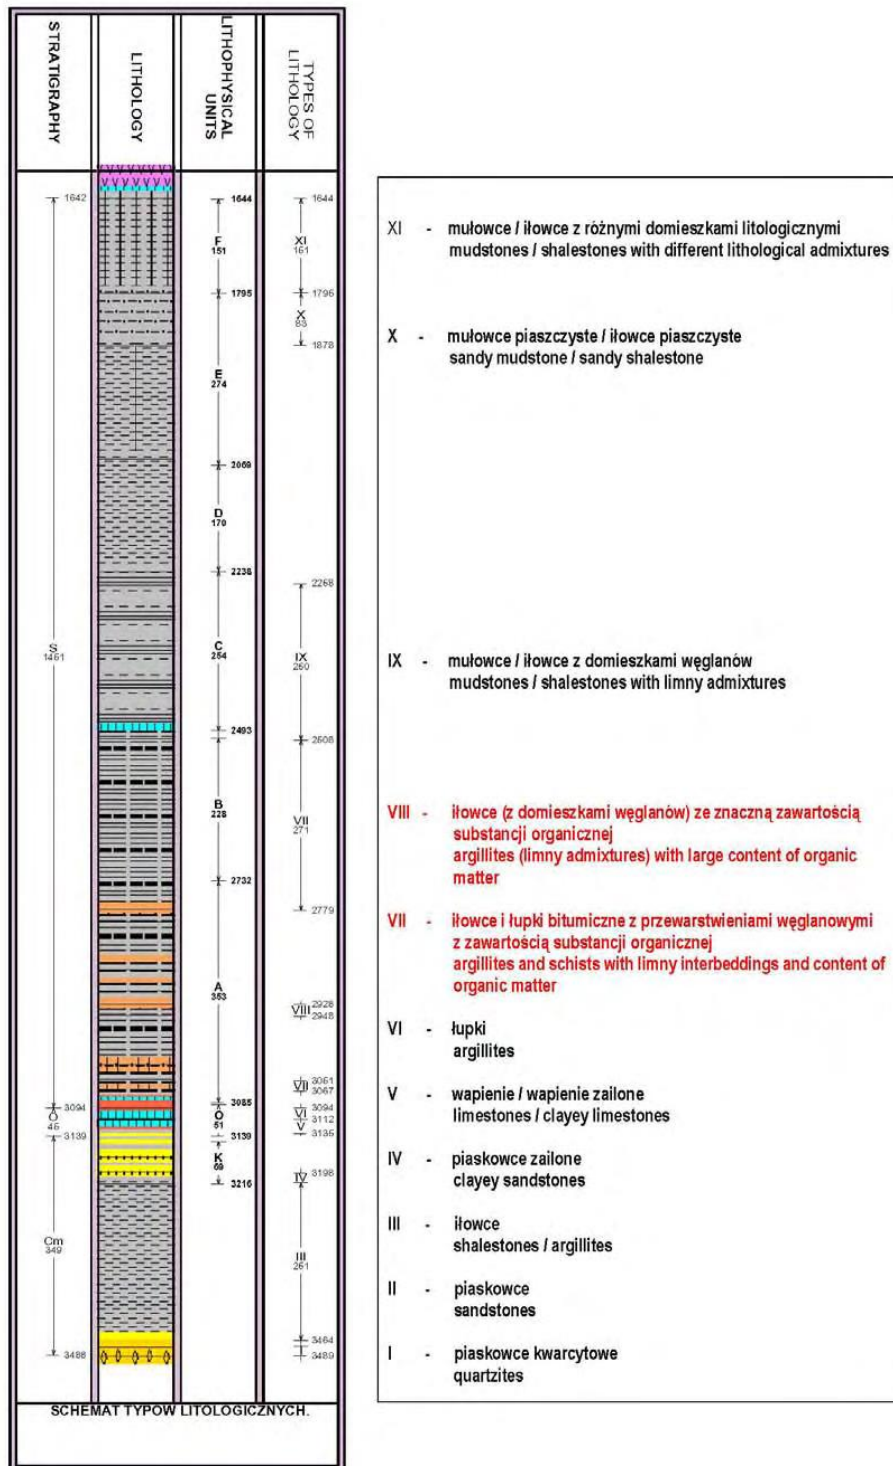 STRATIGRAPHY
LITHOLOGY
LITHOPHYSICAL
UNITS
TYPES OF
LITHOLOGY
1642
S
1451
3094
O
45
3139
Cm
349
3488
1644
F
151
1795
E
274
2069
D
170
2238
C
254
2493
B
228
2732
A
353
3085
O
51
3139
K
69
3216
1644
XI
161
1796
X
83
1878
2268
IX
260
2608
VII
271
2779
2928
VIII
2948
3061
VII
3067
3094
VI
3112
V
3135
3198
IV
III
261
3464
3489
SCHEMAT TYPOW LITOLOGICZNYCH.
XI - mułowce / iłowce z różnymi domieszkami litologicznymi
mudstones / shalestones with different lithological admixtures
X - mułowce piaszczyste / iłowce piaszczyste
sandy mudstone / sandy shalestone
IX - mułowce / iłowce z domieszkami węglanów
mudstones / shalestones with limny admixtures
VIII - iłowce (z domieszkami węglanów) ze znaczną zawartością
substancji organicznej
argillites (limny admixtures) with large content of organic
matter
VII - iłowce i łupki bitumiczne z przewarstwieniami węglanowymi
z zawartością substancji organicznej
argillites and schists with limny interbeddings and content of
organic matter
VI - łupki
argillites
V - wapienie / wapienie zailone
limestones / clayey limestones
IV - piaskowce zailone
clayey sandstones
III - iłowce
shalestones / argillites
II - piaskowce
sandstones
I - piaskowce kwarcytowe
quartzites